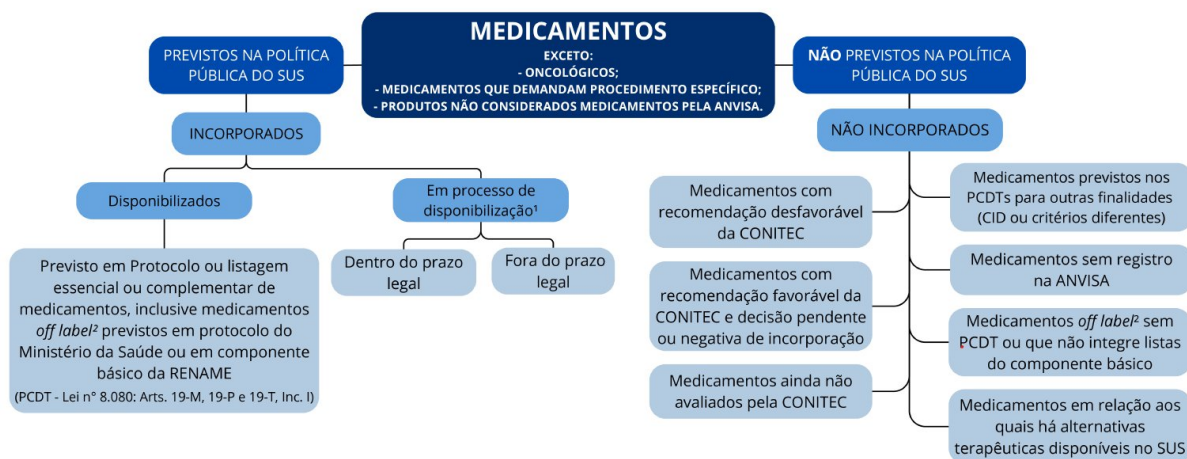 MEDICAMENTOS
EXCETO:
- ONCOLÓGICOS;
- MEDICAMENTOS QUE DEMANDAM PROCEDIMENTO ESPECÍFICO;
- PRODUTOS NÃO CONSIDERADOS MEDICAMENTOS PELA ANVISA.
PREVISTOS NA POLÍTICA
PÚBLICA DO SUS
INCORPORADOS
Disponibilizados
Previsto em Protocolo ou listagem
essencial ou complementar de
medicamentos, inclusive medicamentos
off label² previstos em protocolo do
Ministério da Saúde ou em componente
básico da RENAME
(PCDT - Lei n° 8.080: Arts. 19-M, 19-P e 19-T, Inc. I)
Em processo de
disponibilização¹
Dentro do prazo
legal
Fora do prazo
legal
NÃO PREVISTOS NA POLÍTICA
PÚBLICA DO SUS
NÃO INCORPORADOS
Medicamentos com
recomendação desfavorável
da CONITEC
Medicamentos com
recomendação favorável da
CONITEC e decisão pendente
ou negativa de incorporação
Medicamentos ainda não
avaliados pela CONITEC
Medicamentos previstos nos
PCDTs para outras finalidades
(CID ou critérios diferentes)
Medicamentos sem registro
na ANVISA
Medicamentos off label² sem
PCDT ou que não integre listas
do componente básico
Medicamentos em relação aos
quais há alternativas
terapêuticas disponíveis no SUS